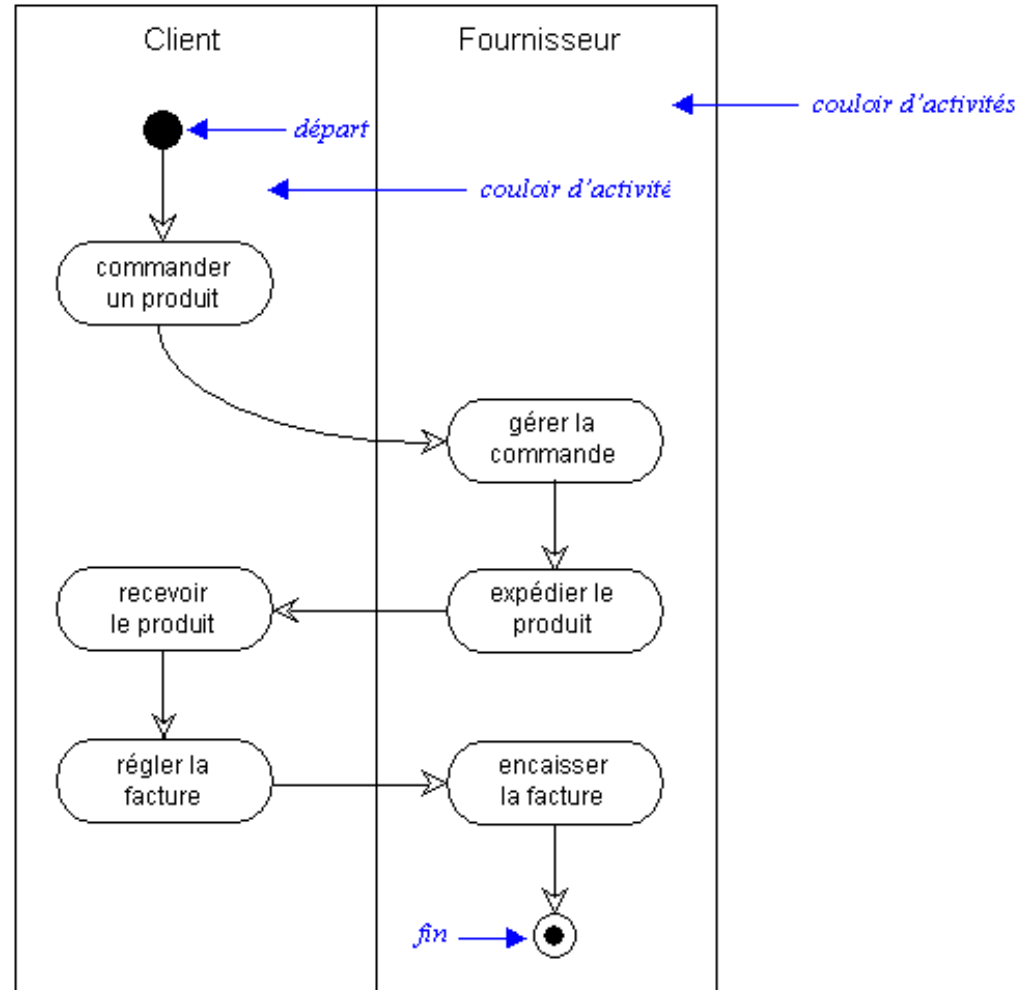 Client
Fournisseur
couloir d'activités
départ
couloir d'activité
commander
un produit
gérer la
commande
recevoir
le produit
expédier le
produit
régler la
facture
encaisser
la facture
fin